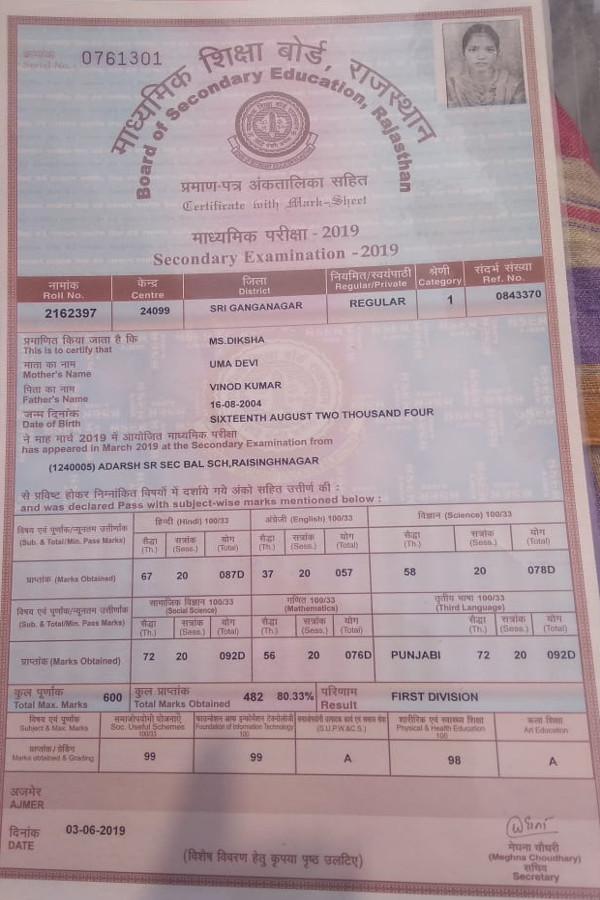 क्रमांक
Serial No. 0761301
माध्यमिक शिक्षा बोर्ड, राजस्थान
Board of Secondary Education, Rajasthan
प्रमाण-पत्र अंकतालिका सहित
Certificate with Mark-Sheet
माध्यमिक परीक्षा - 2019
Secondary Examination -2019
नामांक केन्द्र जिला नियमित/स्वयंपाठी श्रेणी संदर्भ संख्या
Roll No. Centre District Regular/Private Category Ref. No.
2162397 24099 SRI GANGANAGAR REGULAR 1 0843370
प्रमाणित किया जाता है कि
This is to certify that MS.DIKSHA
माता का नाम
Mother's Name UMA DEVI
पिता का नाम
Father's Name VINOD KUMAR
जन्म दिनांक 16-08-2004
Date of Birth SIXTEENTH AUGUST TWO THOUSAND FOUR
ने माह मार्च 2019 में आयोजित माध्यमिक परीक्षा
has appeared in March 2019 at the Secondary Examination from
(1240005) ADARSH SR SEC BAL SCH,RAISINGHNAGAR
से प्रविष्ट होकर निम्नांकित विषयों में दर्शाये गये अंको सहित उत्तीर्ण की :
and was declared Pass with subject-wise marks mentioned below :
विषय एवं पूर्णांक/न्यूनतम उत्तीर्णांक हिन्दी (Hindi) 100/33 अंग्रेजी (English) 100/33 विज्ञान (Science) 100/33
(Sub. & Total/Min. Pass Marks) सैद्धा सत्रांक योग सैद्धा सत्रांक योग सैद्धा सत्रांक योग
(Th.) (Sess.) (Total) (Th.) (Sess.) (Total) (Th.) (Sess.) (Total)
प्राप्तांक (Marks Obtained) 67 20 087D 37 20 057 58 20 078D
विषय एवं पूर्णांक/न्यूनतम उत्तीर्णांक सामाजिक विज्ञान 100/33 गणित 100/33 तृतीय भाषा 100/33
(Social Science) (Mathematics) (Third Language)
(Sub. & Total/Min. Pass Marks) सैद्धा सत्रांक योग सैद्धा सत्रांक योग सैद्धा सत्रांक योग
(Th.) (Sess.) (Total) (Th.) (Sess.) (Total) (Th.) (Sess.) (Total)
प्राप्तांक (Marks Obtained) 72 20 092D 56 20 076D PUNJABI 72 20 092D
कुल पूर्णांक कुल प्राप्तांक परिणाम
Total Max. Marks 600 Total Marks Obtained 482 80.33% Result FIRST DIVISION
विषय एवं पूर्णांक समाजोपयोगी योजनाऐं फाउन्डेशन आफ इन्फोर्मेशन टेक्नोलोजी शारीरिक एवं स्वास्थ्य शिक्षा कला शिक्षा
Subject & Max. Marks Soc. Useful Schemes Foundation of Information Technology (S.U.P.W.&C.S.) Physical & Health Education Art Education
100/33 100 100
प्राप्तांक/ ग्रेडिंग
Marks obtained & Grading 99 99 A 98 A
अजमेर
AJMER
दिनांक
DATE 03-06-2019
(विशेष विवरण हेतु कृपया पृष्ठ उलटिए)
मेघना चौधरी
(Meghna Choudhary)
सचिव
Secretary